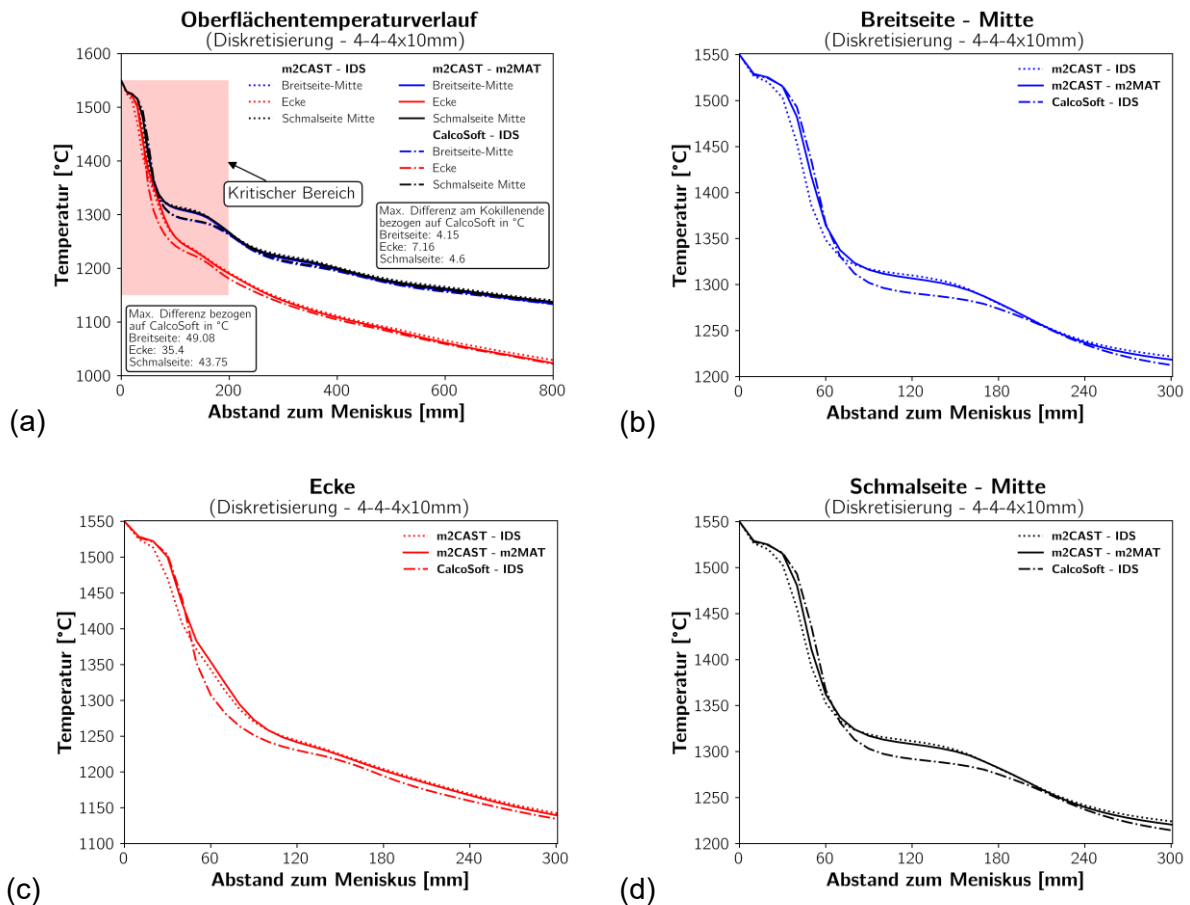 Oberflächentemperaturverlauf
(Diskretisierung - 4-4-4x10mm)
1600
1500
1400
1300
1200
1100
1000
Temperatur [°C]
m2CAST - IDS
Breitseite-Mitte
Ecke
Schmalseite Mitte
m2CAST - m2MAT
Breitseite-Mitte
Ecke
Schmalseite Mitte
CalcoSoft - IDS
Breitseite-Mitte
Ecke
Schmalseite Mitte
Kritischer Bereich
Max. Differenz am Kokillenende
bezogen auf CalcoSoft in °C
Breitseite: 4.15
Ecke: 7.16
Schmalseite: 4.6
Max. Differenz bezogen
auf CalcoSoft in °C
Breitseite: 49.08
Ecke: 35.4
Schmalseite: 43.75
0 200 400 600 800
Abstand zum Meniskus [mm]
(a)
Breitseite - Mitte
(Diskretisierung - 4-4-4x10mm)
1550
1500
1450
1400
1350
1300
1250
1200
Temperatur [°C]
m2CAST - IDS
m2CAST - m2MAT
CalcoSoft - IDS
0 60 120 180 240 300
Abstand zum Meniskus [mm]
(b)
Ecke
(Diskretisierung - 4-4-4x10mm)
1550
1500
1450
1400
1350
1300
1250
1200
1150
1100
Temperatur [°C]
m2CAST - IDS
m2CAST - m2MAT
CalcoSoft - IDS
0 60 120 180 240 300
Abstand zum Meniskus [mm]
(c)
Schmalseite - Mitte
(Diskretisierung - 4-4-4x10mm)
1550
1500
1450
1400
1350
1300
1250
1200
Temperatur [°C]
m2CAST - IDS
m2CAST - m2MAT
CalcoSoft - IDS
0 60 120 180 240 300
Abstand zum Meniskus [mm]
(d)